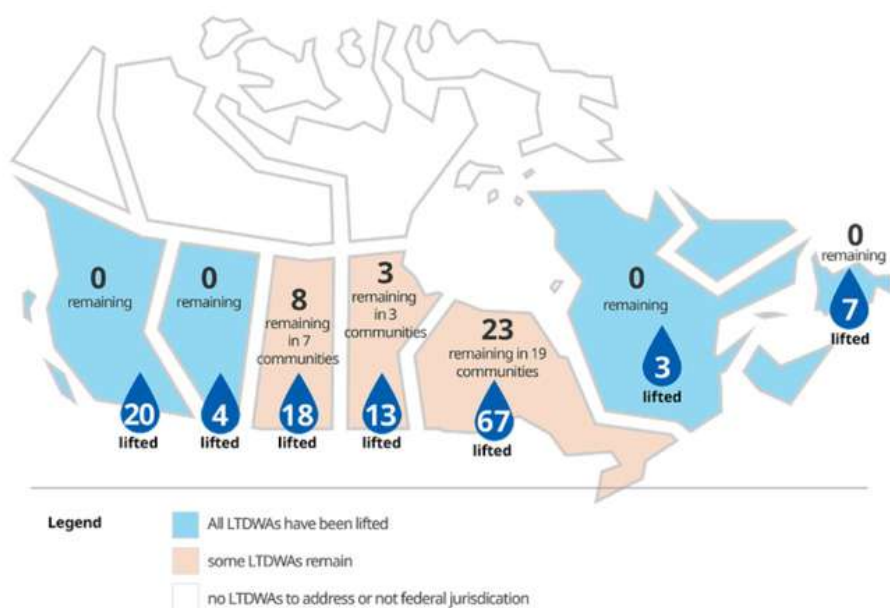 0
remaining
20
lifted
0
remaining
4
lifted
8
remaining
in 7
communities
18
lifted
3
remaining
in 3
communities
13
lifted
23
remaining in 19
communities
67
lifted
0
remaining
3
lifted
0
remaining
7
lifted
Legend
All LTDWAs have been lifted
some LTDWAs remain
no LTDWAs to address or not federal jurisdication